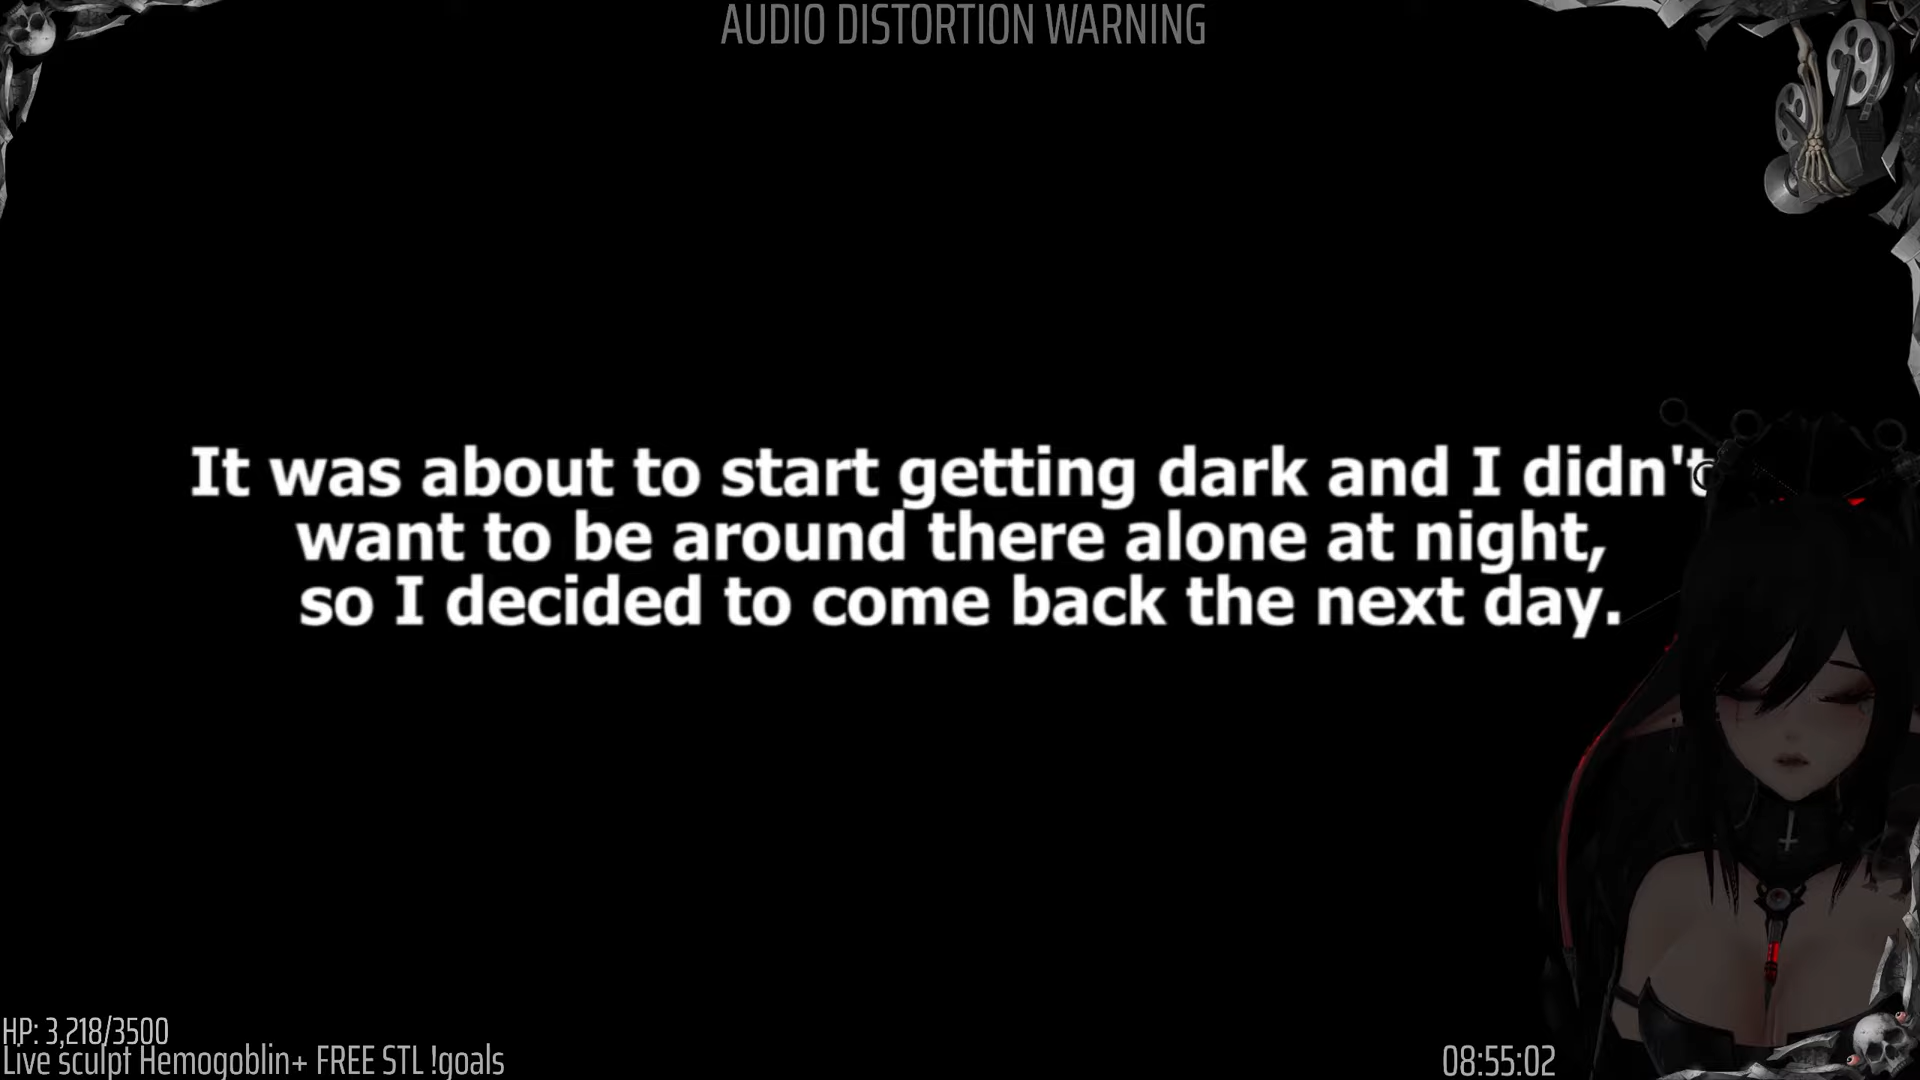 AUDIO DISTORTION WARNING
It was about to start getting dark and I didn't
want to be around there alone at night,
so I decided to come back the next day.
HP: 3,218/3500
Live sculpt Hemogoblin+ FREE STL !goals
08:55:02